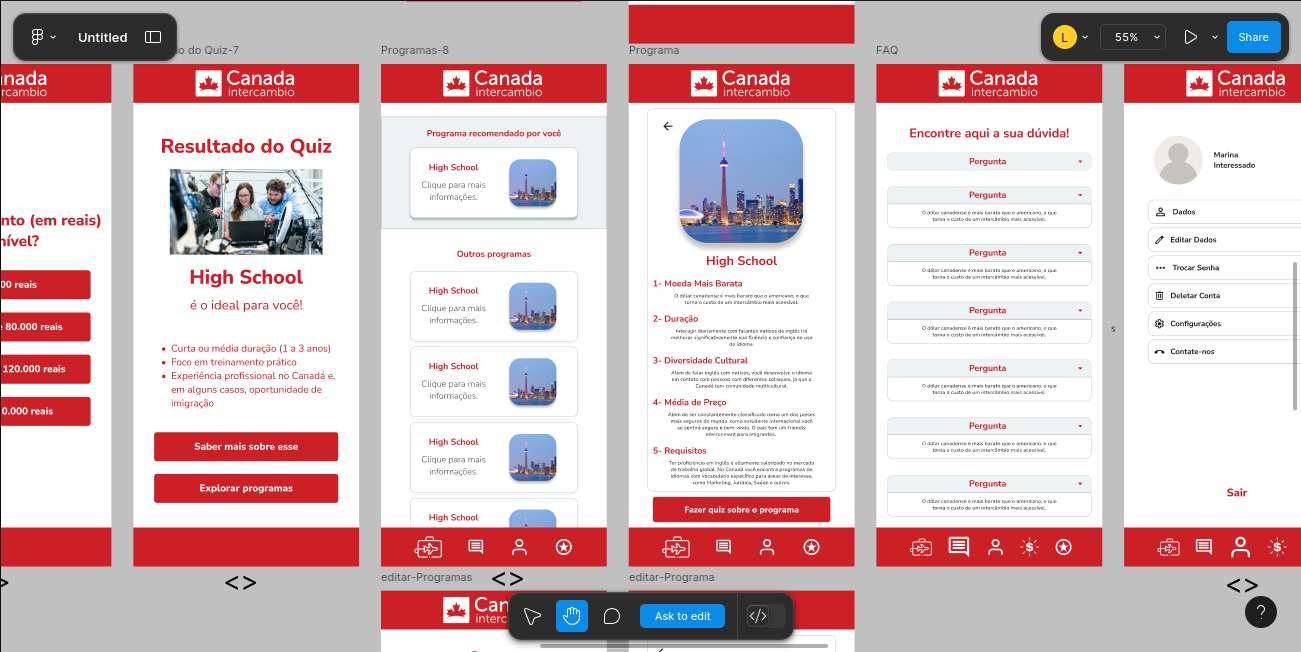 Untitled
do Quiz-7
Programas-8
Programa
FAQ
L
55%
Share
nada
rcambio
nto (em reais)
nível?
00 reais
e 80.000 reais
120.000 reais
0.000 reais
Canada
intercambio
Resultado do Quiz
High School
é o ideal para você!
Curta ou média duração (1 a 3 anos)
Foco em treinamento prático
Experiência profissional no Canadá e,
em alguns casos, oportunidade de
imigração
Saber mais sobre esse
Explorar programas
<>
Canada
intercambio
Programa recomendado por você
High School
Clique para mais
informações.
Outros programas
High School
Clique para mais
informações.
High School
Clique para mais
informações.
High School
Clique para mais
informações.
High School
<>
Canada
intercambio
High School
1- Moeda Mais Barata
O dólar canadense é mais barato que o americano, o que
torna o custo de um intercâmbio mais acessível.
2- Duração
Interagir diariamente com falantes nativos de inglês irá
melhorar significativamente sua fluência e confiança no uso
do idioma.
3- Diversidade Cultural
Além de falar inglês com nativos, você desenvolve o idioma
em contato com pessoas com diferentes sotaques, já que o
Canadá tem comunidade multicultural.
4- Média de Preço
Além de ser constantemente classificado como um dos países
mais seguros do mundo, como estudante internacional você
se sentirá seguro e bem-vindo. O país tem um friendly
environment para imigrantes.
5- Requisitos
Ter proficiência em inglês é altamente valorizado no mercado
de trabalho global. No Canadá você encontra programas de
idiomas com vocabulário específico para áreas de interesse,
como Marketing, Jurídico, Saúde e outros.
Fazer quiz sobre o programa
Canada
intercambio
Encontre aqui a sua dúvida!
Pergunta
Pergunta
O dólar canadense é mais barato que o americano, o que
torna o custo de um intercâmbio mais acessível.
Pergunta
O dólar canadense é mais barato que o americano, o que
torna o custo de um intercâmbio mais acessível.
Pergunta
O dólar canadense é mais barato que o americano, o que
torna o custo de um intercâmbio mais acessível.
Pergunta
O dólar canadense é mais barato que o americano, o que
torna o custo de um intercâmbio mais acessível.
Pergunta
O dólar canadense é mais barato que o americano, o que
torna o custo de um intercâmbio mais acessível.
Pergunta
O dólar canadense é mais barato que o americano, o que
torna o custo de um intercâmbio mais acessível.
s
Canada
intercambio
Marina
Interessado
Dados
Editar Dados
Trocar Senha
Deletar Conta
Configurações
Contate-nos
Sair
<>
editar-Programas
editar-Programa
Can
interc
Ask to edit
</>
?